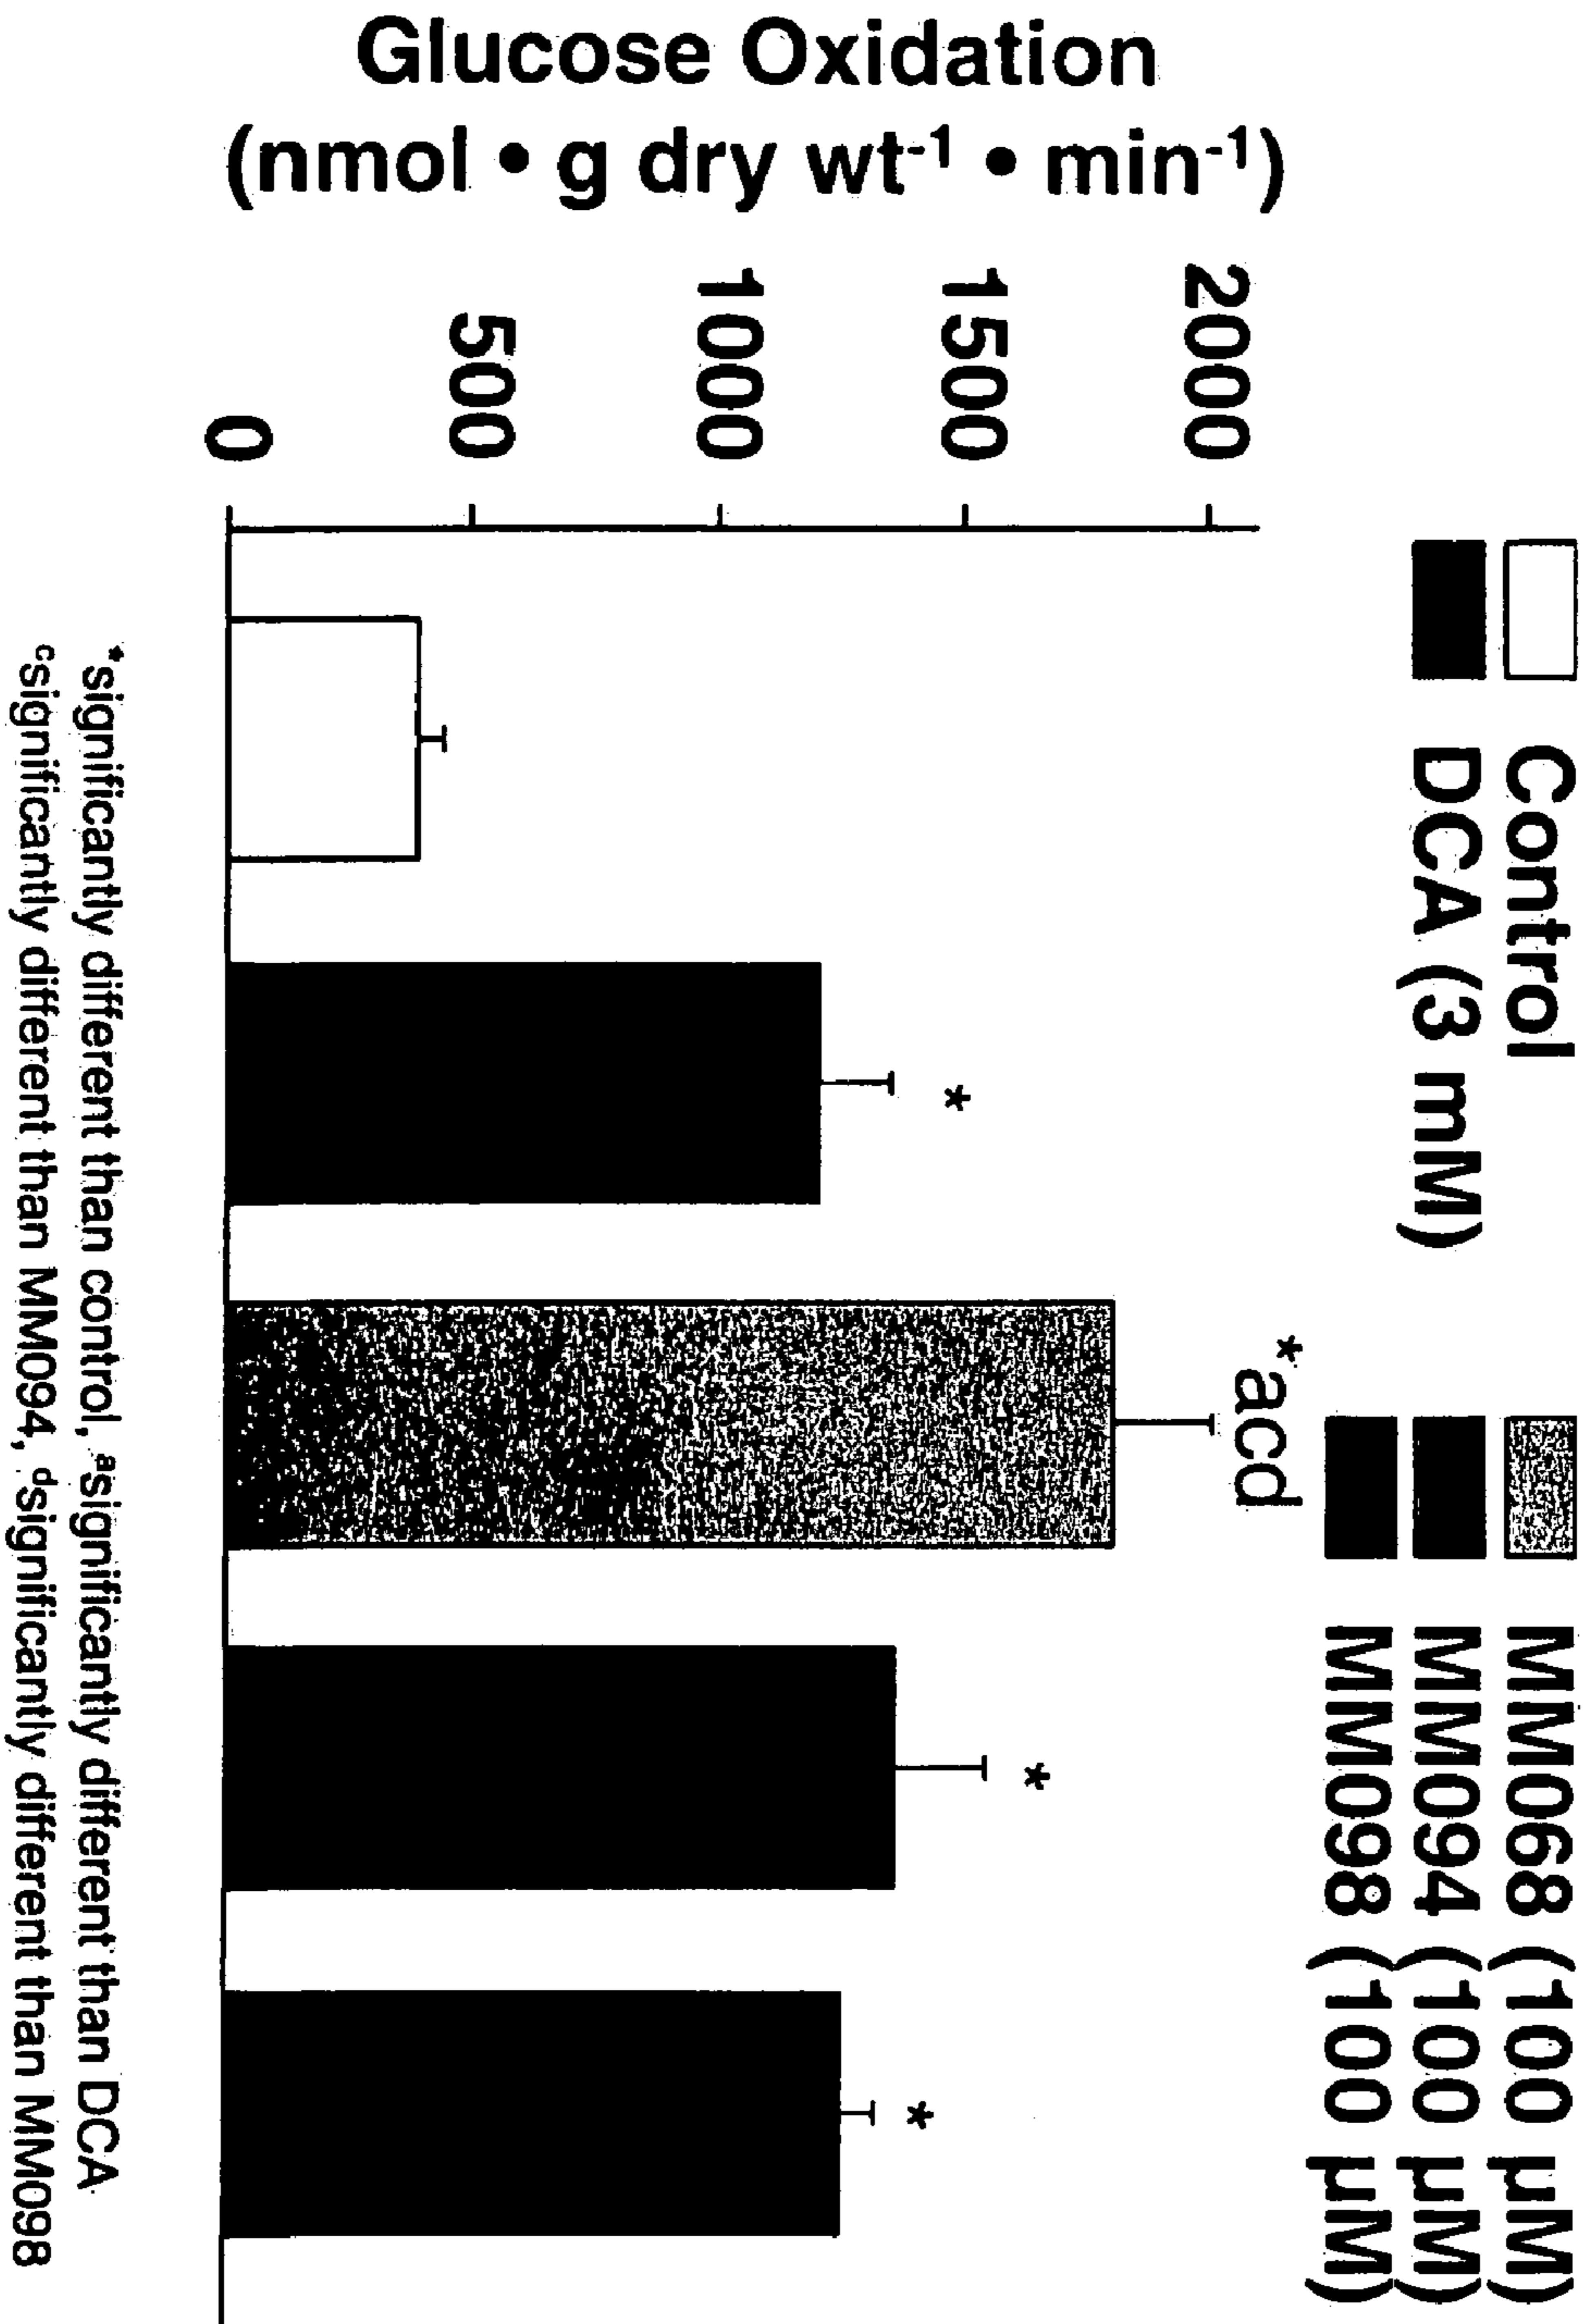 Control
DCA (3 mM)
MM068 (100 µM)
MM094 (100 µM)
MM098 (100 µM)
Glucose Oxidation
(nmol • g dry wt⁻¹ • min⁻¹)
2000
1500
1000
500
0
*
*acd
*
*
*significantly different than control, ᵃsignificantly different than DCA
ᶜsignificantly different than MM094, ᵈsignificantly different than MM098